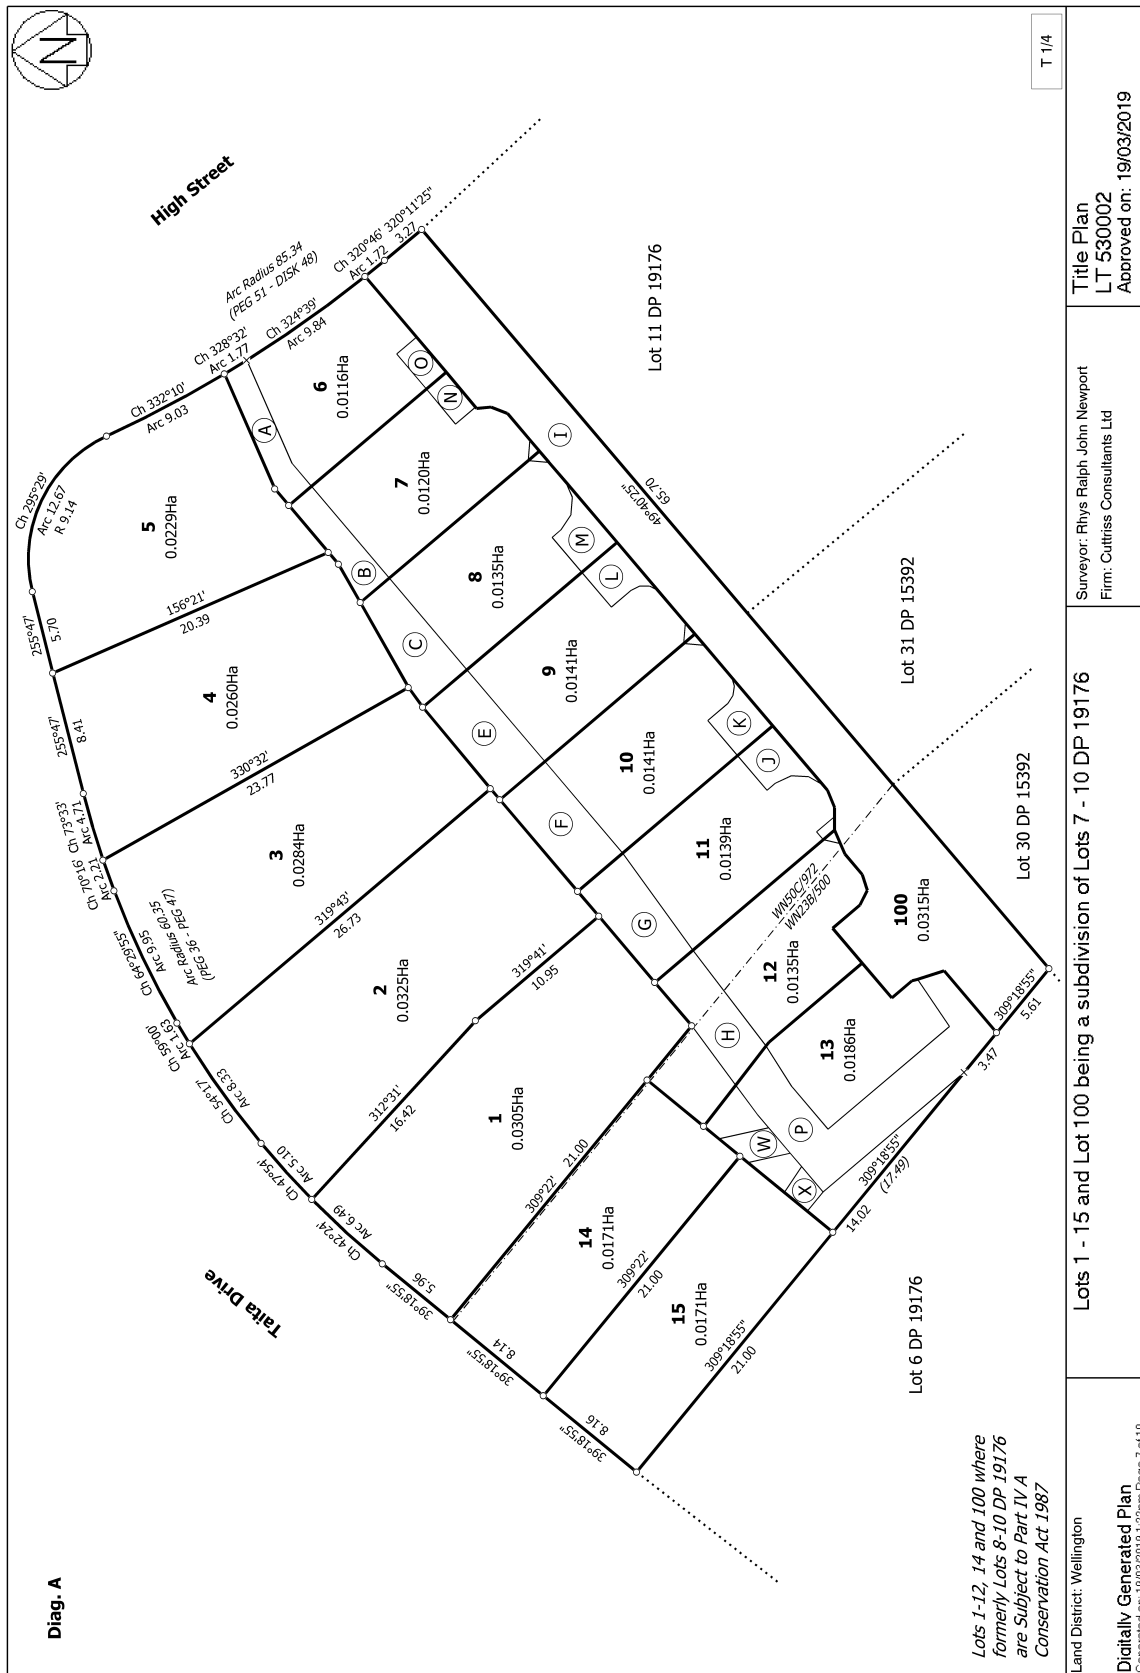 Diag. A
N
T 1/4
High Street
Taita Drive
Ch 320°46' 320°11'25"
Arc 1.72
3.27
Arc Radius 85.34
(PEG 51 - DISK 48)
Ch 324°39'
Arc 9.84
Ch 328°32'
Arc 1.77
Ch 332°10'
Arc 9.03
Ch 295°29'
Arc 12.67
R 9.14
255°47'
5.70
255°47'
8.41
Ch 73°33'
Arc 4.71
Ch 70°16'
Arc 2.21
Ch 64°29'55"
Arc 9.95
Arc Radius 60.35
(PEG 36 - PEG 47)
Ch 59°00'
Arc 1.63
Ch 54°17'
Arc 8.33
Ch 47°54'
Arc 5.10
Ch 42°24'
Arc 6.49
39°18'55"
5.96
39°18'55"
8.14
39°18'55"
8.16
156°21'
20.39
330°32'
23.77
319°43'
26.73
319°41'
10.95
312°31'
16.42
309°22'
21.00
309°22'
21.00
309°18'55"
21.00
309°18'55"
(17.49)
14.02
3.47
309°18'55"
5.61
49°40'25"
65.70
WN50C/972
WN23B/500
1
0.0305Ha
2
0.0325Ha
3
0.0284Ha
4
0.0260Ha
5
0.0229Ha
6
0.0116Ha
7
0.0120Ha
8
0.0135Ha
9
0.0141Ha
10
0.0141Ha
11
0.0139Ha
12
0.0135Ha
13
0.0186Ha
14
0.0171Ha
15
0.0171Ha
100
0.0315Ha
A
B
C
E
F
G
H
I
J
K
L
M
N
O
P
W
X
Lot 11 DP 19176
Lot 31 DP 15392
Lot 30 DP 15392
Lot 6 DP 19176
Lots 1-12, 14 and 100 where
formerly Lots 8-10 DP 19176
are Subject to Part IV A
Conservation Act 1987
Land District: Wellington
Digitally Generated Plan
Generated on: 19/03/2019 1:22pm Page 7 of 10
Lots 1 - 15 and Lot 100 being a subdivision of Lots 7 - 10 DP 19176
Surveyor: Rhys Ralph John Newport
Firm: Cuttriss Consultants Ltd
Title Plan
LT 530002
Approved on: 19/03/2019